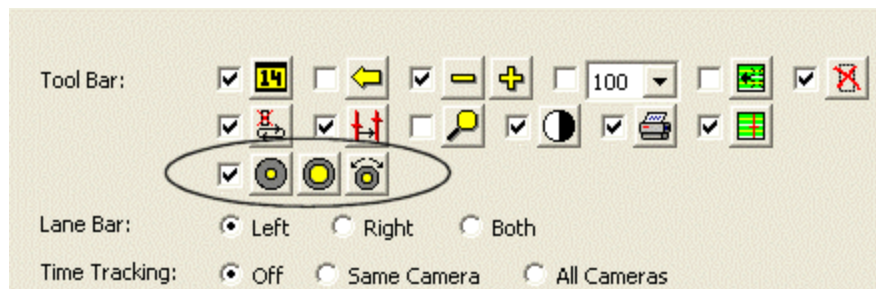 Tool Bar: 14 100
Lane Bar: Left Right Both
Time Tracking: Off Same Camera All Cameras